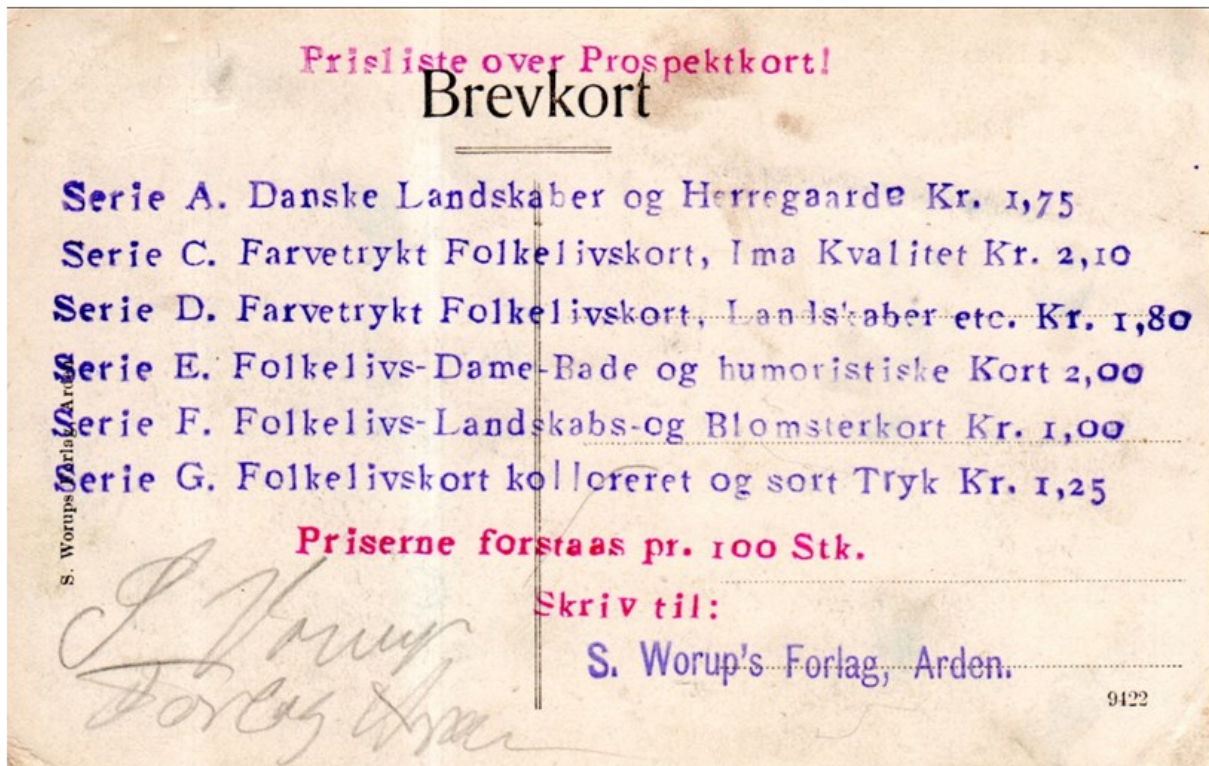 Prisliste over Prospektkort!
Brevkort
Serie A. Danske Landskaber og Herregaarde Kr. 1,75
Serie C. Farvetrykt Folkelivskort, Ima Kvalitet Kr. 2,10
Serie D. Farvetrykt Folkelivskort, Landskaber etc. Kr. 1,80
Serie E. Folkelivs-Dame-Bade og humoristiske Kort 2,00
Serie F. Folkelivs-Landskabs-og Blomsterkort Kr. 1,00
Serie G. Folkelivskort kolloreret og sort Tryk Kr. 1,25
Priserne forstaas pr. 100 Stk.
Skriv til:
S. Worup's Forlag, Arden.
9422
S. Worups Forlag, Arden
S Worup
Forlag